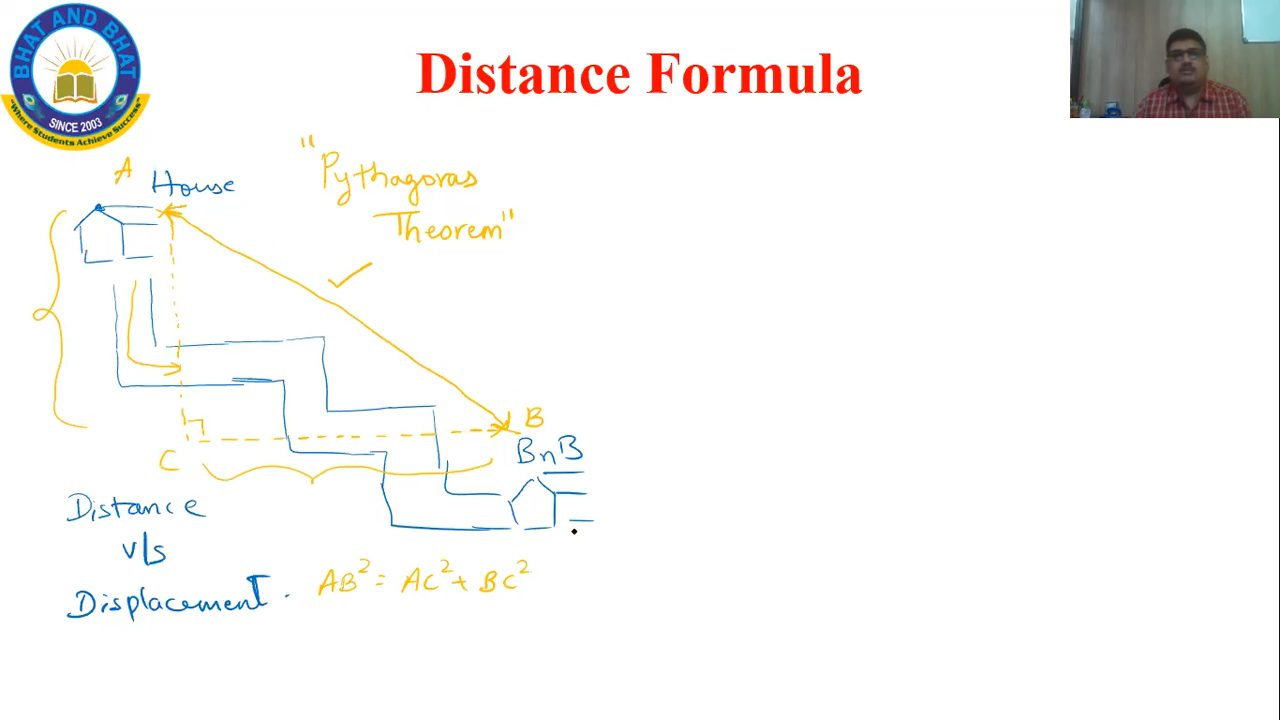 BHAT AND BHAT
SINCE 2003
"Where Students Achieve Success"
Distance Formula
A
House
"Pythagoras
Theorem"
B
BnB
C
Distance
v/s
Displacement.
AB² = AC² + BC²